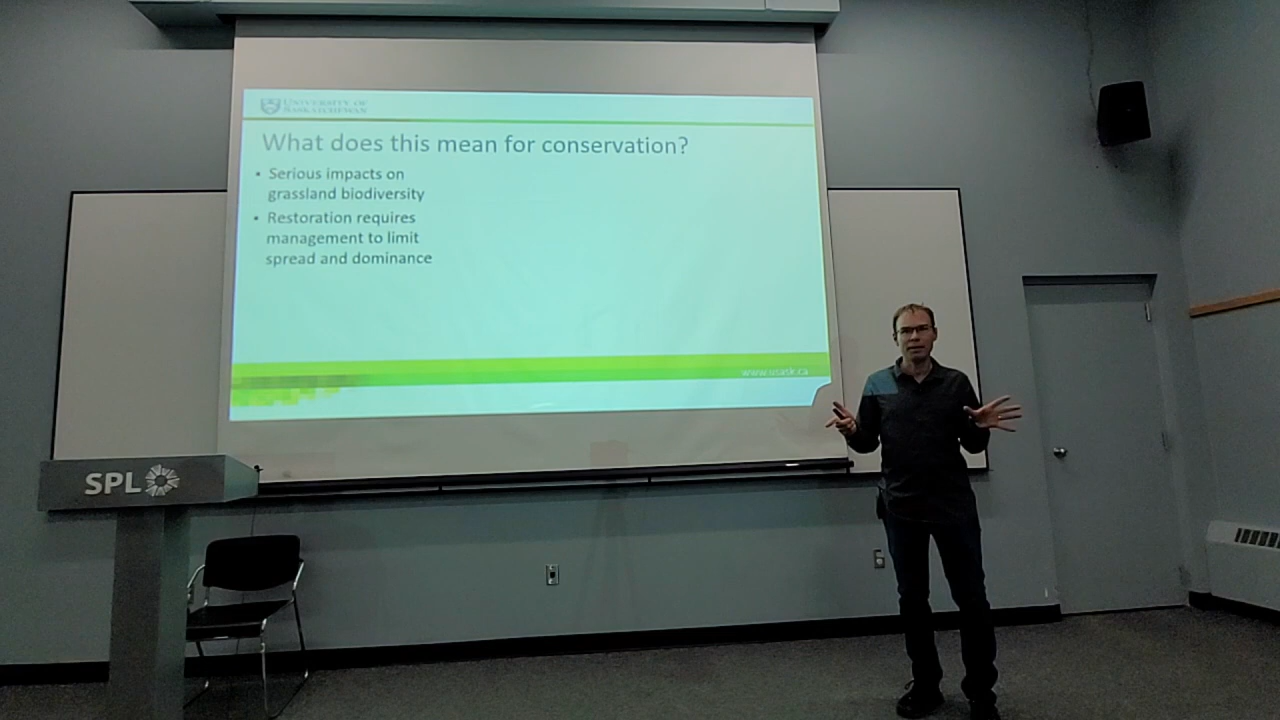 UNIVERSITY OF
SASKATCHEWAN
What does this mean for conservation?
• Serious impacts on
grassland biodiversity
• Restoration requires
management to limit
spread and dominance
www.usask.ca
SPL